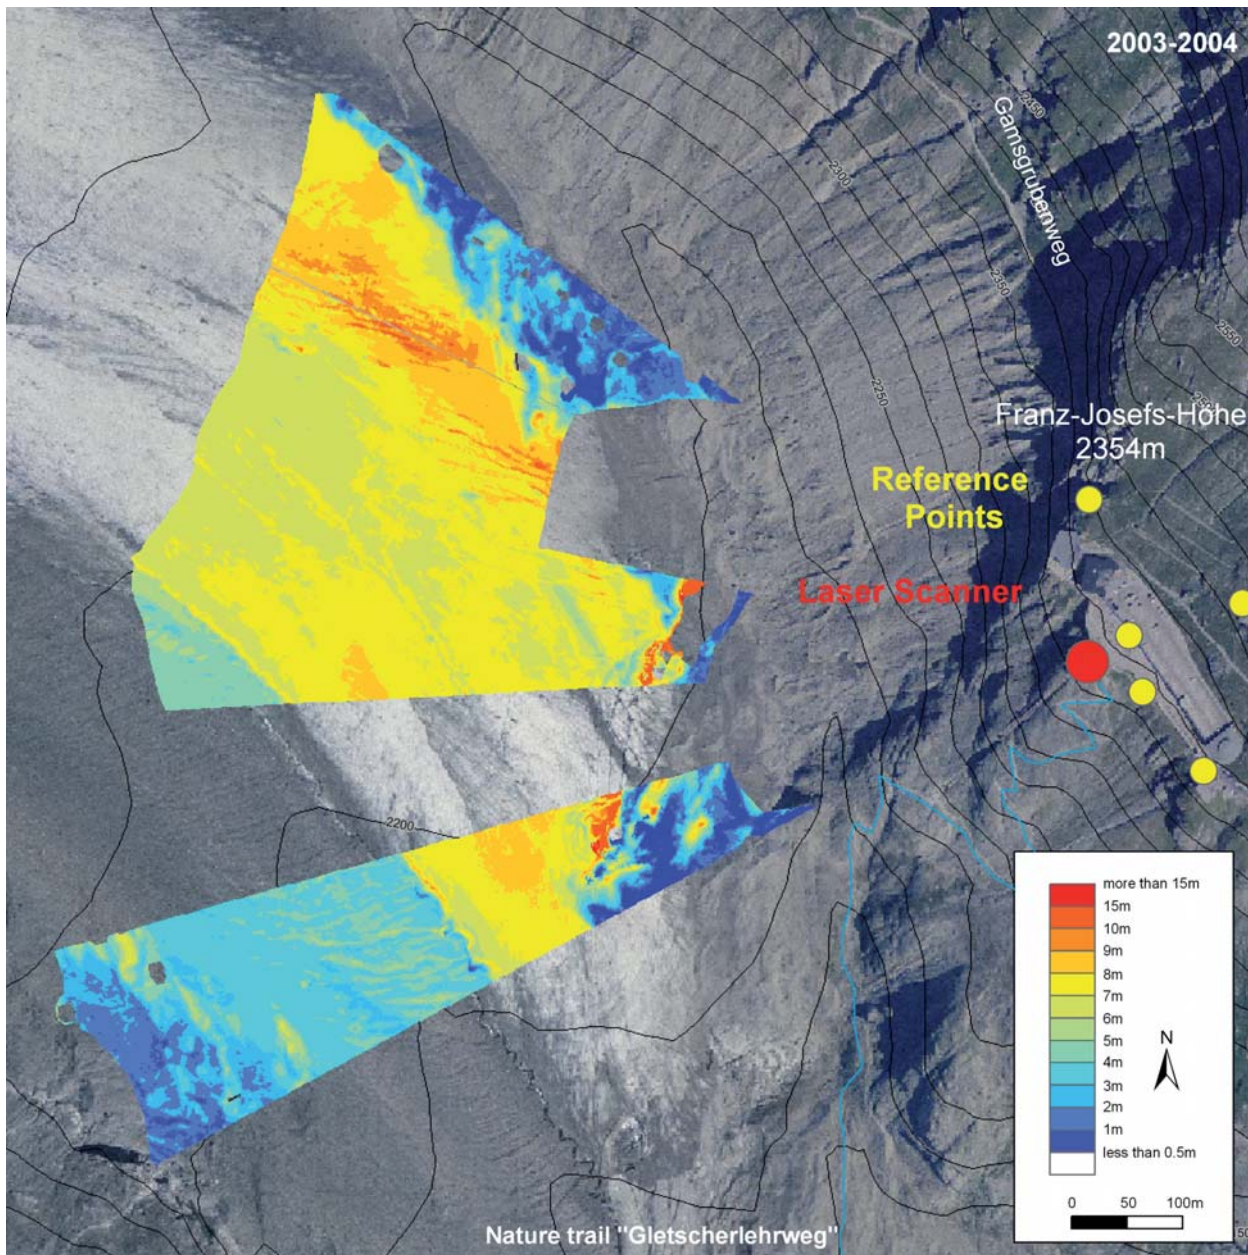 2003-2004
2450
Gamsgrubenweg
2300
2350
2550
2250
Franz-Josefs-Höhe
2354m
Reference
Points
Laser Scanner
2200
more than 15m
15m
10m
9m
8m
7m
6m
5m
4m
3m
2m
1m
less than 0.5m
N
0 50 100m
Nature trail "Gletscherlehrweg"